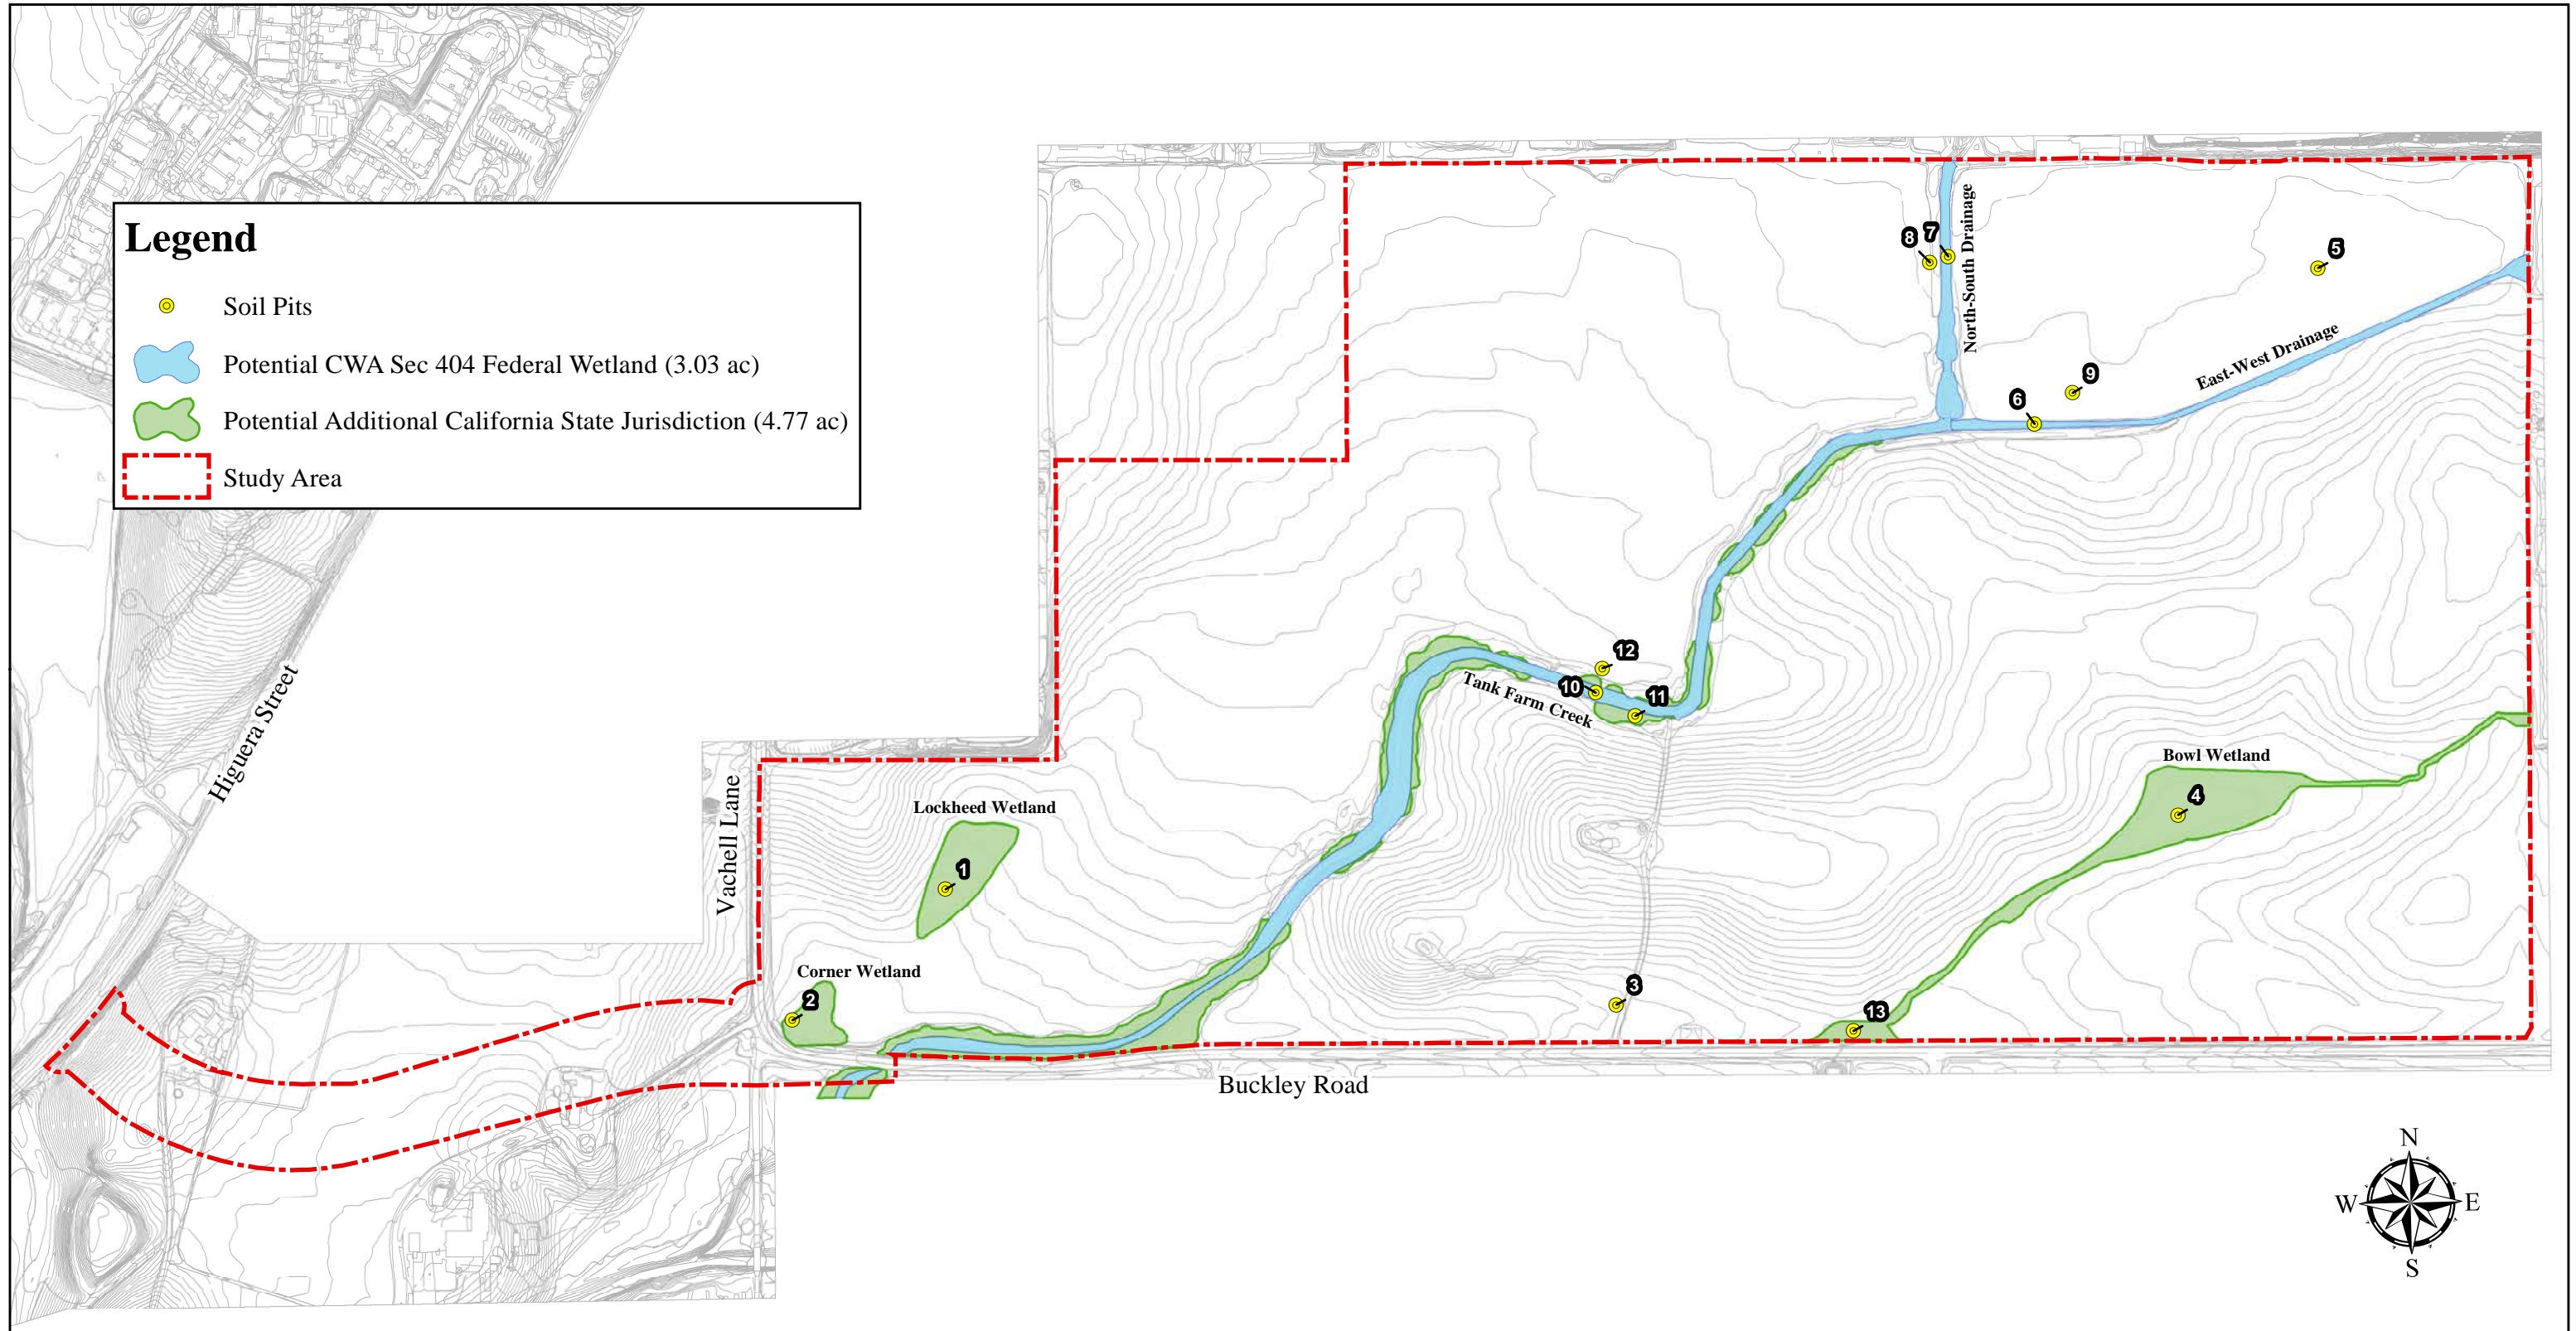 Legend
Soil Pits
Potential CWA Sec 404 Federal Wetland (3.03 ac)
Potential Additional California State Jurisdiction (4.77 ac)
Study Area
8
7
North-South Drainage
5
East-West Drainage
9
6
12
10
11
Tank Farm Creek
Higuera Street
Vachell Lane
Bowl Wetland
4
Lockheed Wetland
1
Corner Wetland
2
3
13
Buckley Road
N
W
E
S